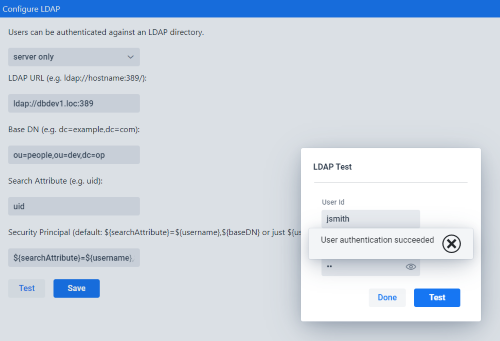 Configure LDAP
Users can be authenticated against an LDAP directory.
server only
LDAP URL (e.g. ldap://hostname:389/):
ldap://dbdev1.loc:389
Base DN (e.g. dc=example,dc=com):
ou=people,ou=dev,dc=op
Search Attribute (e.g. uid):
uid
Security Principal (default: ${searchAttribute}=${username},${baseDN} or just ${u
${searchAttribute}=${username},
Test
Save
LDAP Test
User Id
jsmith
User authentication succeeded
Done
Test